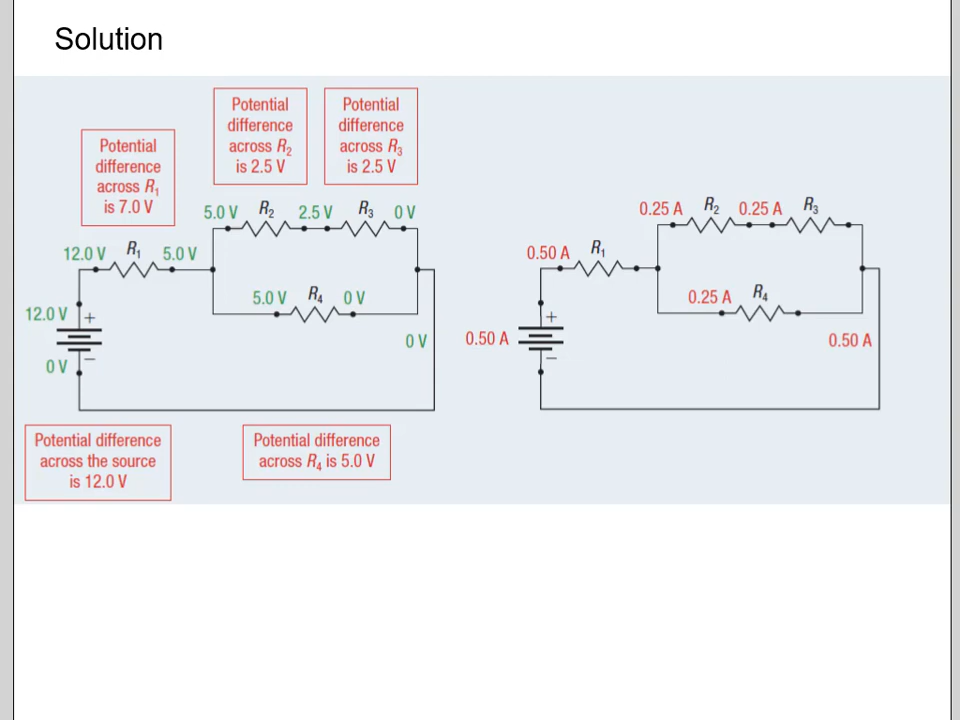 Solution
Potential
difference
across R1
is 7.0 V
Potential
difference
across R2
is 2.5 V
Potential
difference
across R3
is 2.5 V
5.0 V R2 2.5 V R3 0 V
12.0 V R1 5.0 V
5.0 V R4 0 V
12.0 V +
0 V
0 V −
Potential difference
across the source
is 12.0 V
Potential difference
across R4 is 5.0 V
0.25 A R2 0.25 A R3
0.50 A R1
0.25 A R4
+
0.50 A
0.50 A
−